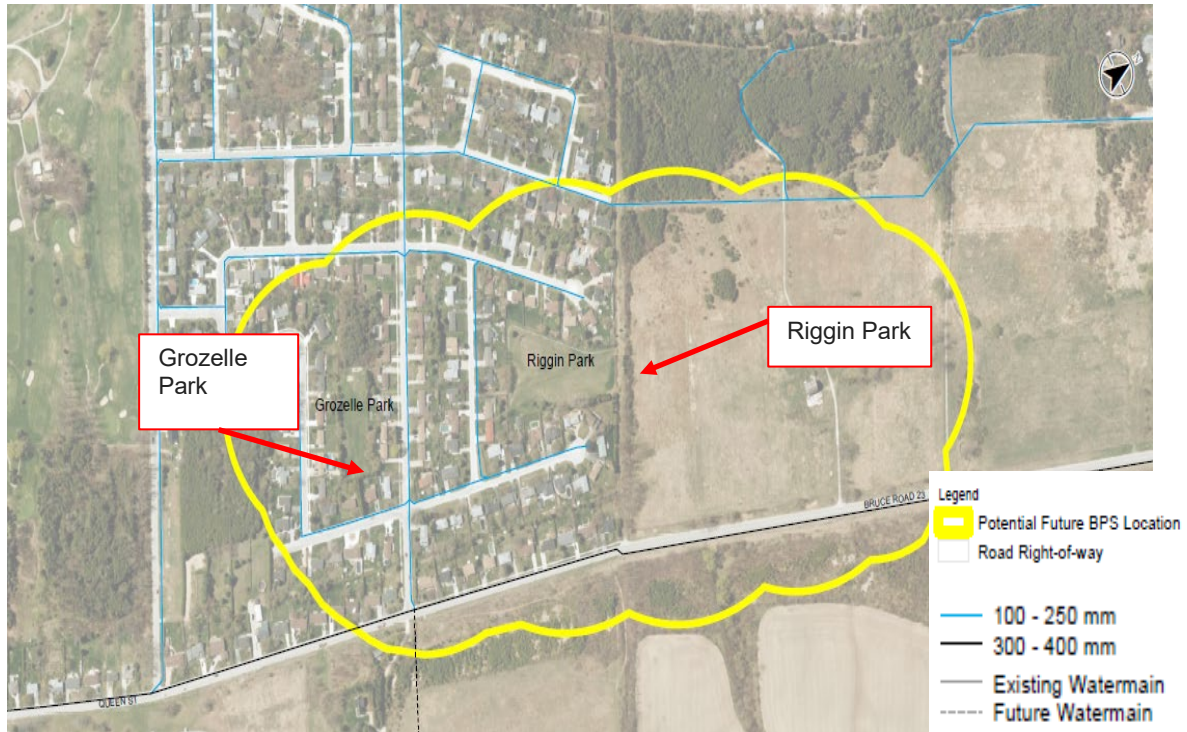 Grozelle
Park
Riggin Park
Riggin Park
Grozelle Park
BRUCE ROAD 23
QUEEN ST
Legend
Potential Future BPS Location
Road Right-of-way
100 - 250 mm
300 - 400 mm
Existing Watermain
Future Watermain